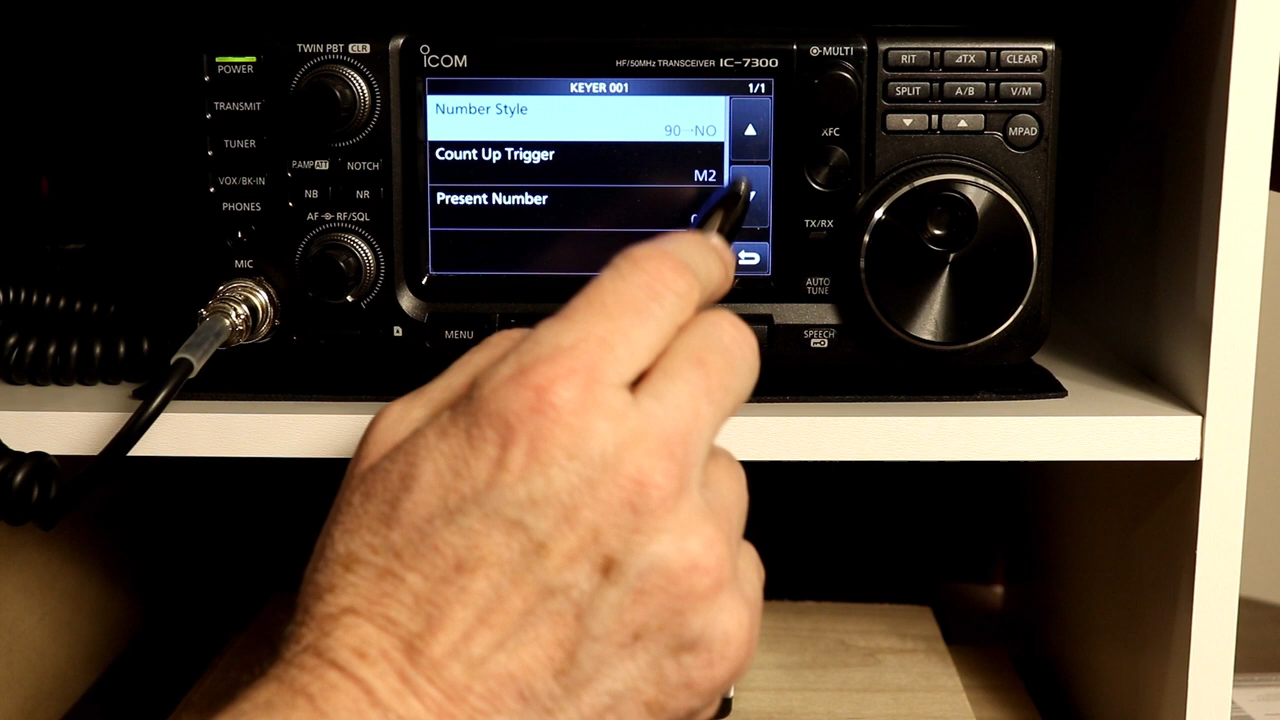 TWIN PBT CLR
POWER
TRANSMIT
TUNER
P.AMP ATT
NOTCH
VOX/BK-IN
NB
NR
PHONES
AF RF/SQL
MIC
ICOM
HF/50MHz TRANSCEIVER IC-7300
KEYER 001
1/1
Number Style
90→NO
Count Up Trigger
M2
Present Number
MENU
MULTI
XFC
TX/RX
AUTO
TUNE
SPEECH
RIT
⊿TX
CLEAR
SPLIT
A/B
V/M
MPAD